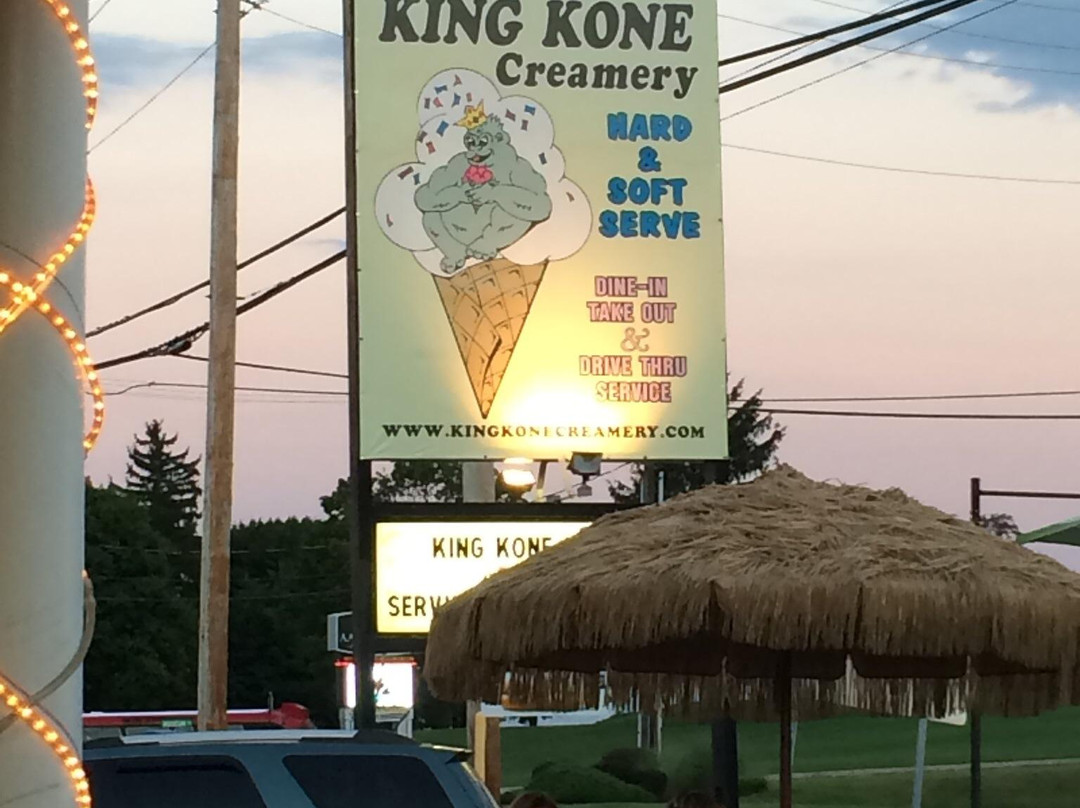 KING KONE
Creamery
HARD
&
SOFT
SERVE
DINE-IN
TAKE OUT
&
DRIVE THRU
SERVICE
WWW.KINGKONECREAMERY.COM
KING KONE